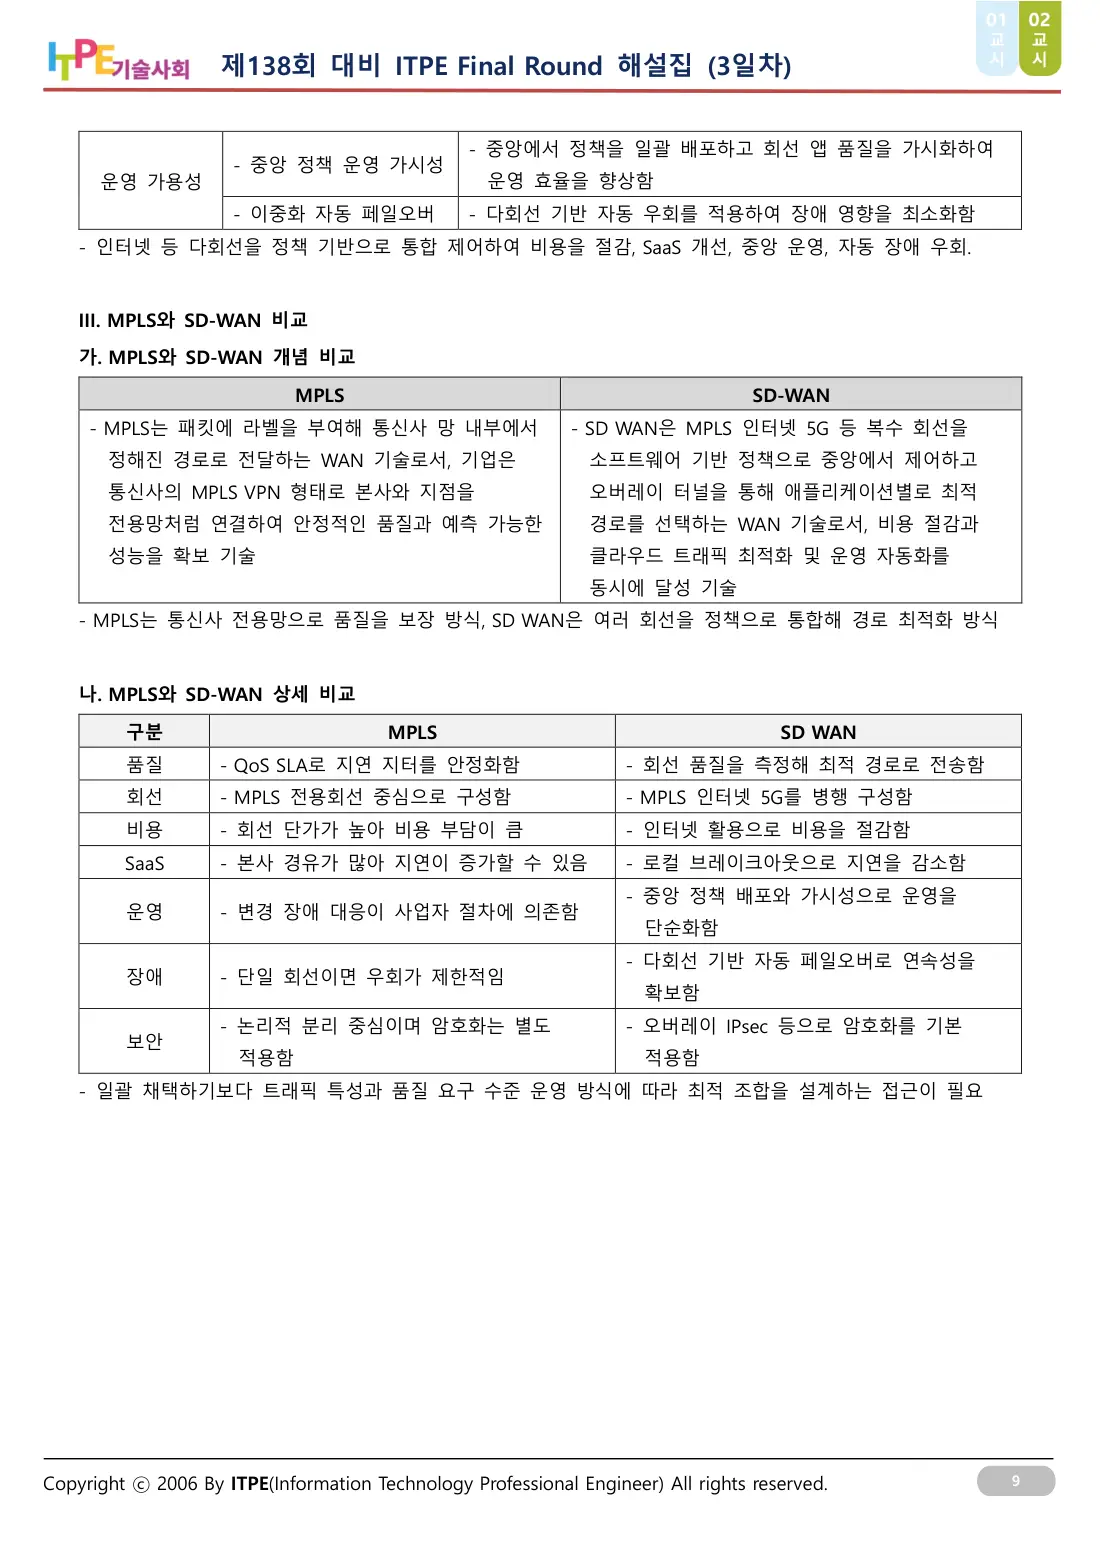 01
교
시
02
교
시
ITPE기술사회 제138회 대비 ITPE Final Round 해설집 (3일차)
운영 가용성
- 중앙 정책 운영 가시성
- 중앙에서 정책을 일괄 배포하고 회선 앱 품질을 가시화하여
운영 효율을 향상함
- 이중화 자동 페일오버
- 다회선 기반 자동 우회를 적용하여 장애 영향을 최소화함
- 인터넷 등 다회선을 정책 기반으로 통합 제어하여 비용을 절감, SaaS 개선, 중앙 운영, 자동 장애 우회.
III. MPLS와 SD-WAN 비교
가. MPLS와 SD-WAN 개념 비교
MPLS
SD-WAN
- MPLS는 패킷에 라벨을 부여해 통신사 망 내부에서
정해진 경로로 전달하는 WAN 기술로서, 기업은
통신사의 MPLS VPN 형태로 본사와 지점을
전용망처럼 연결하여 안정적인 품질과 예측 가능한
성능을 확보 기술
- SD WAN은 MPLS 인터넷 5G 등 복수 회선을
소프트웨어 기반 정책으로 중앙에서 제어하고
오버레이 터널을 통해 애플리케이션별로 최적
경로를 선택하는 WAN 기술로서, 비용 절감과
클라우드 트래픽 최적화 및 운영 자동화를
동시에 달성 기술
- MPLS는 통신사 전용망으로 품질을 보장 방식, SD WAN은 여러 회선을 정책으로 통합해 경로 최적화 방식
나. MPLS와 SD-WAN 상세 비교
구분 MPLS SD WAN
품질 - QoS SLA로 지연 지터를 안정화함 - 회선 품질을 측정해 최적 경로로 전송함
회선 - MPLS 전용회선 중심으로 구성함 - MPLS 인터넷 5G를 병행 구성함
비용 - 회선 단가가 높아 비용 부담이 큼 - 인터넷 활용으로 비용을 절감함
SaaS - 본사 경유가 많아 지연이 증가할 수 있음 - 로컬 브레이크아웃으로 지연을 감소함
운영 - 변경 장애 대응이 사업자 절차에 의존함
- 중앙 정책 배포와 가시성으로 운영을
단순화함
장애 - 단일 회선이면 우회가 제한적임
- 다회선 기반 자동 페일오버로 연속성을
확보함
보안
- 논리적 분리 중심이며 암호화는 별도
적용함
- 오버레이 IPsec 등으로 암호화를 기본
적용함
- 일괄 채택하기보다 트래픽 특성과 품질 요구 수준 운영 방식에 따라 최적 조합을 설계하는 접근이 필요
Copyright ⓒ 2006 By ITPE(Information Technology Professional Engineer) All rights reserved.
9